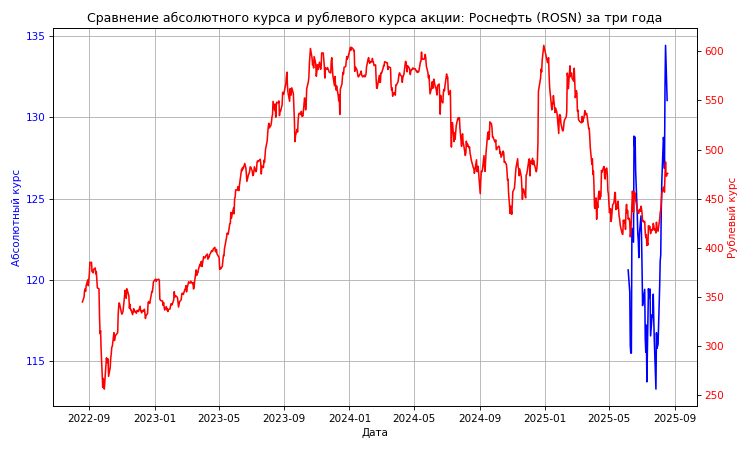 Сравнение абсолютного курса и рублевого курса акции: Роснефть (ROSN) за три года
135
130
125
120
115
Абсолютный курс
600
550
500
450
400
350
300
250
Рублевый курс
2022-09 2023-01 2023-05 2023-09 2024-01 2024-05 2024-09 2025-01 2025-05 2025-09
Дата